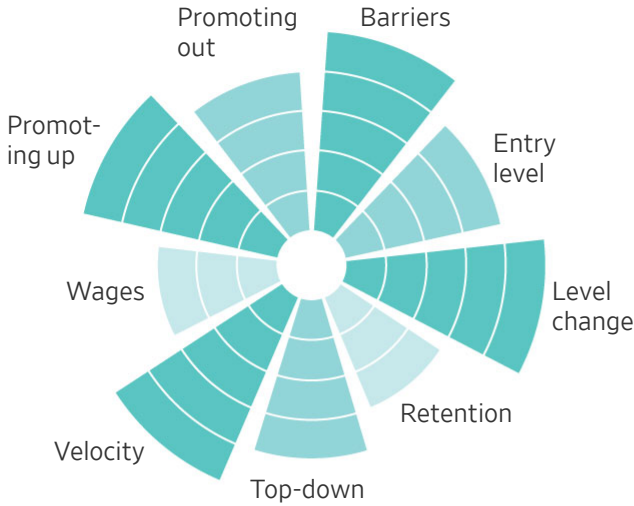 Promoting
out
Barriers
Entry
level
Level
change
Retention
Top-down
Velocity
Wages
Promot-
ing up